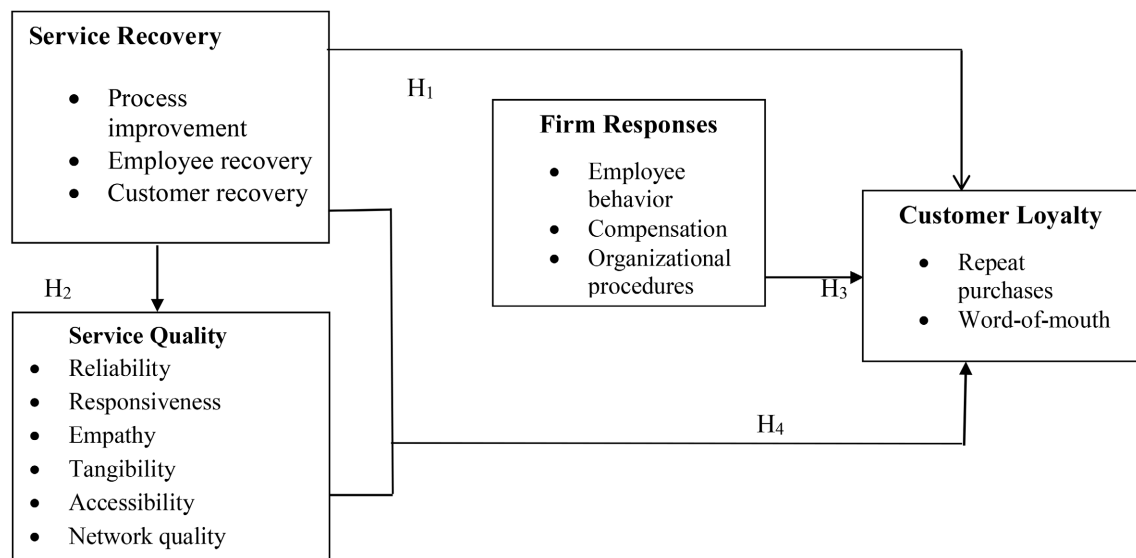 Service Recovery
• Process
improvement
• Employee recovery
• Customer recovery
H₁
Firm Responses
• Employee
behavior
• Compensation
• Organizational
procedures
Customer Loyalty
• Repeat
purchases
• Word-of-mouth
H₂
H₃
Service Quality
• Reliability
• Responsiveness
• Empathy
• Tangibility
• Accessibility
• Network quality
H₄